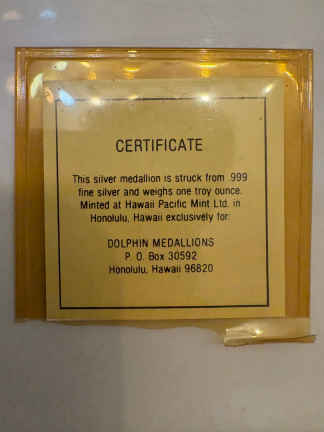 CERTIFICATE
This silver medallion is struck from .999
fine silver and weighs one troy ounce.
Minted at Hawaii Pacific Mint Ltd. in
Honolulu, Hawaii exclusively for:
DOLPHIN MEDALLIONS
P. O. Box 30592
Honolulu, Hawaii 96820